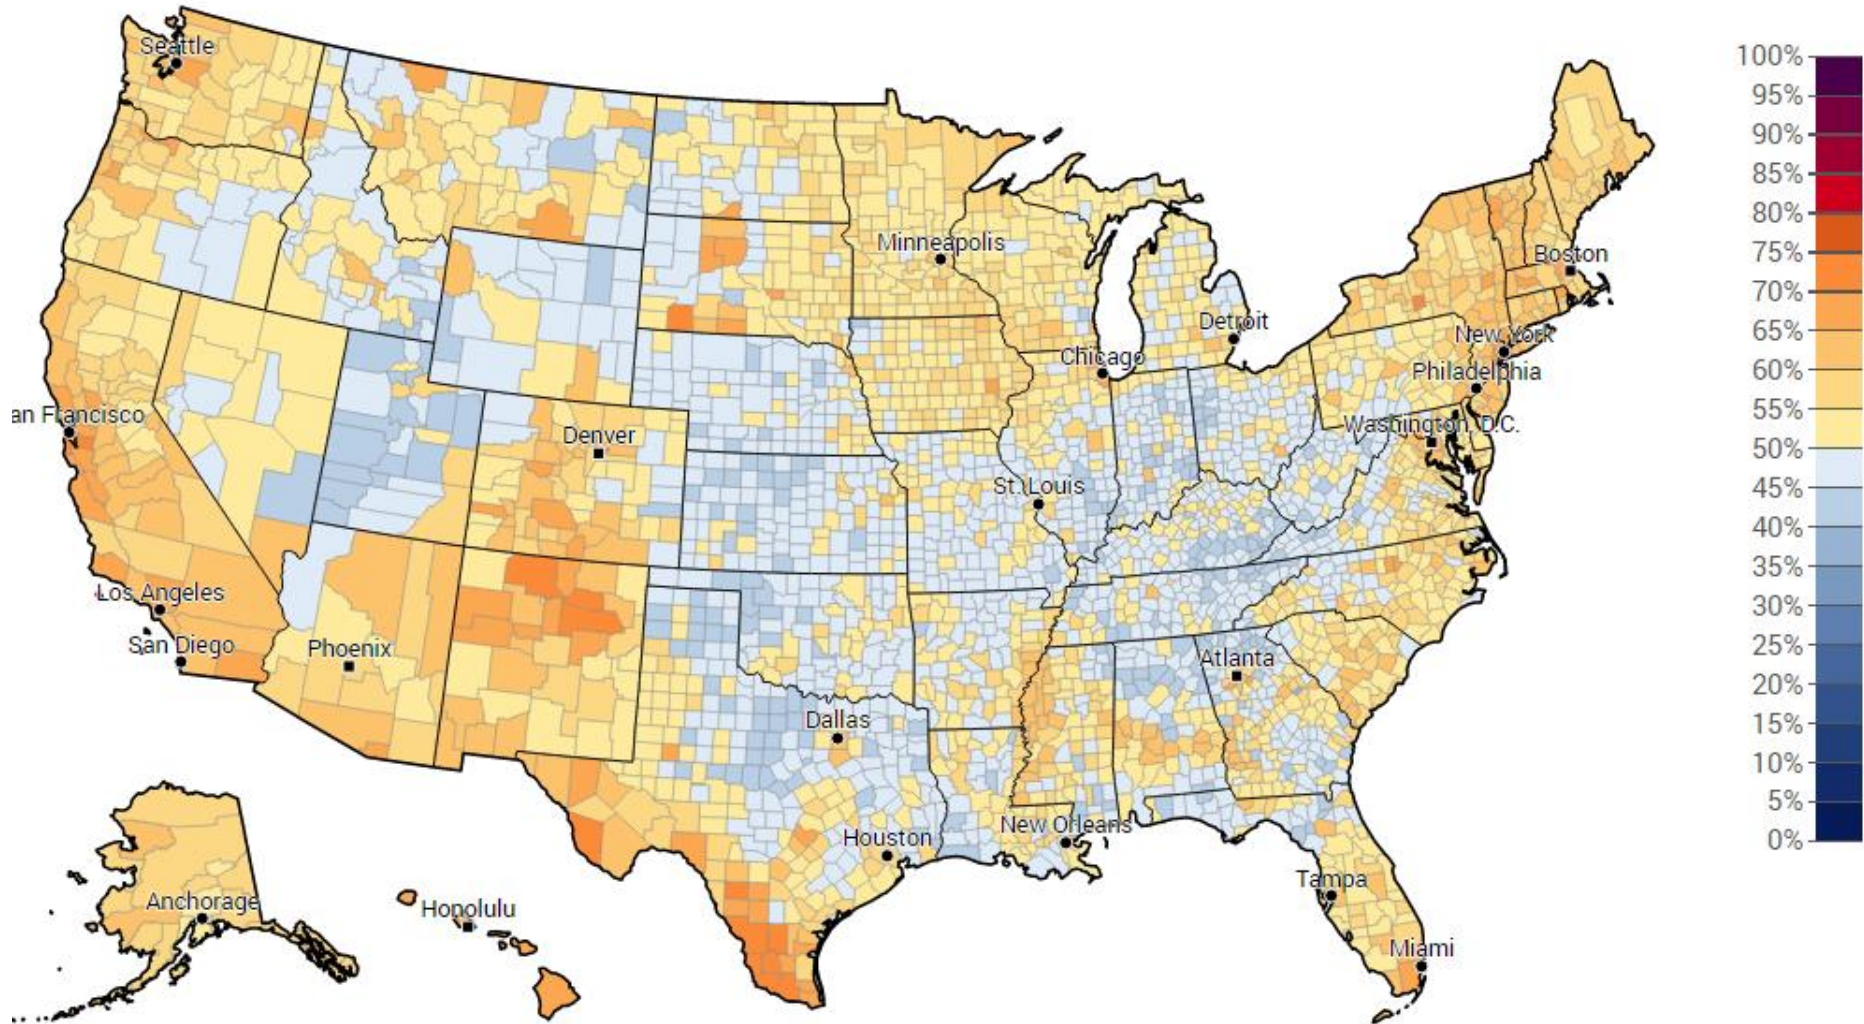 Seattle
Minneapolis
Boston
Detroit
New York
Chicago
Philadelphia
an Francisco
Denver
Washington, D.C.
St. Louis
Los Angeles
San Diego
Phoenix
Atlanta
Dallas
New Orleans
Houston
Tampa
Anchorage
Honolulu
Miami
100%
95%
90%
85%
80%
75%
70%
65%
60%
55%
50%
45%
40%
35%
30%
25%
20%
15%
10%
5%
0%